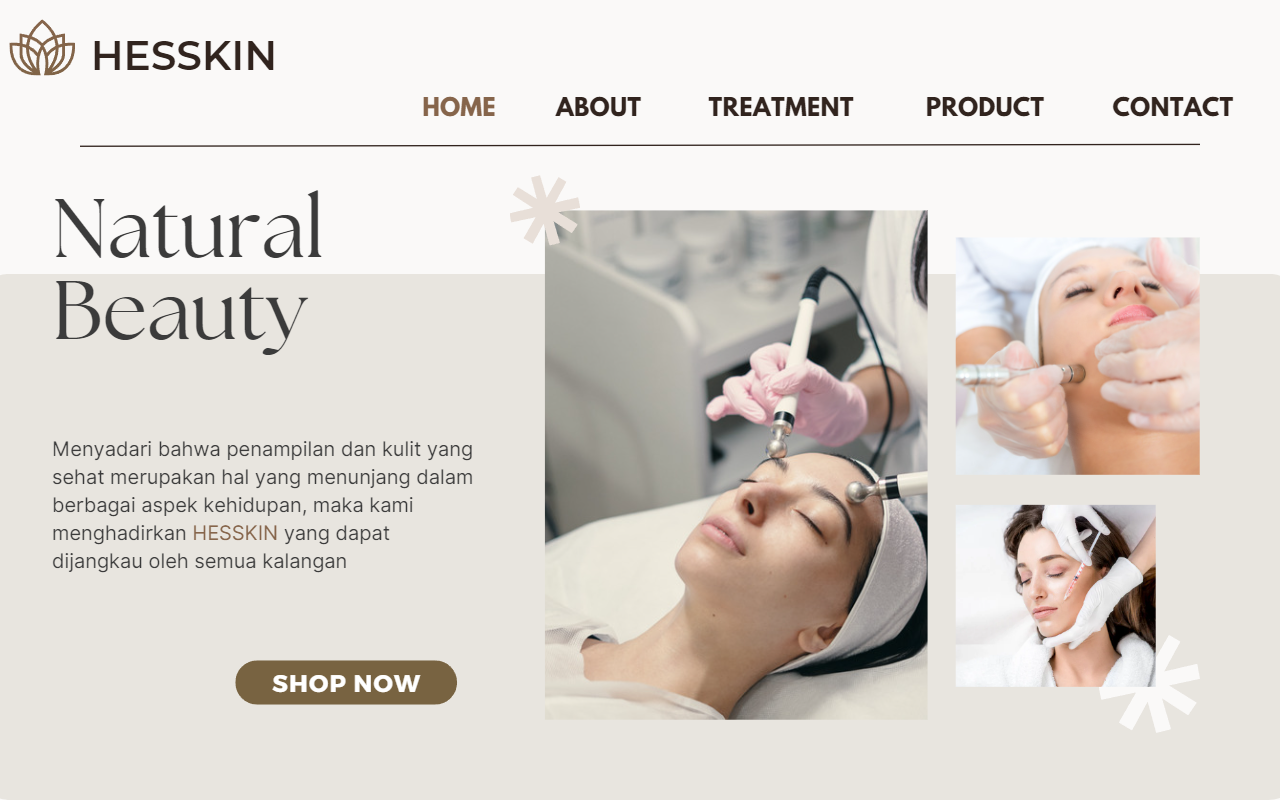 HESSKIN
HOME ABOUT TREATMENT PRODUCT CONTACT
Natural
Beauty
Menyadari bahwa penampilan dan kulit yang
sehat merupakan hal yang menunjang dalam
berbagai aspek kehidupan, maka kami
menghadirkan HESSKIN yang dapat
dijangkau oleh semua kalangan
SHOP NOW